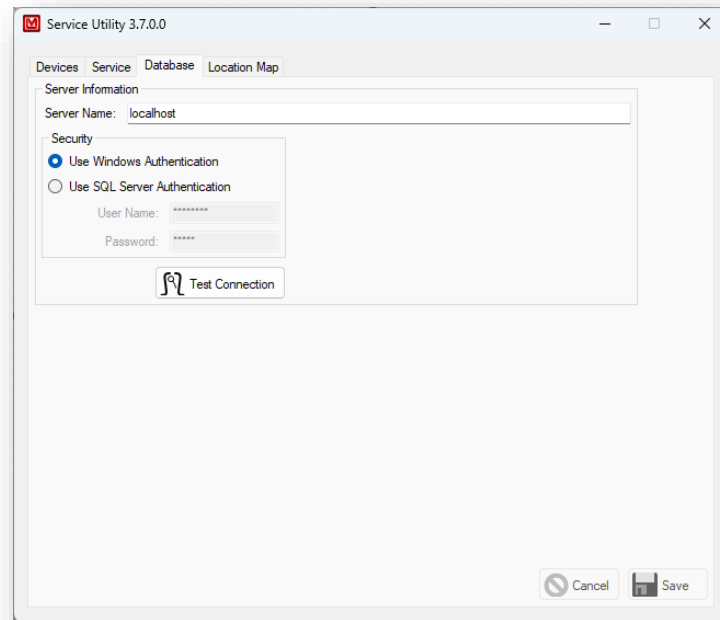 Service Utility 3.7.0.0
Devices Service Database Location Map
Server Information
Server Name: localhost
Security
Use Windows Authentication
Use SQL Server Authentication
User Name: ********
Password: *****
Test Connection
Cancel Save